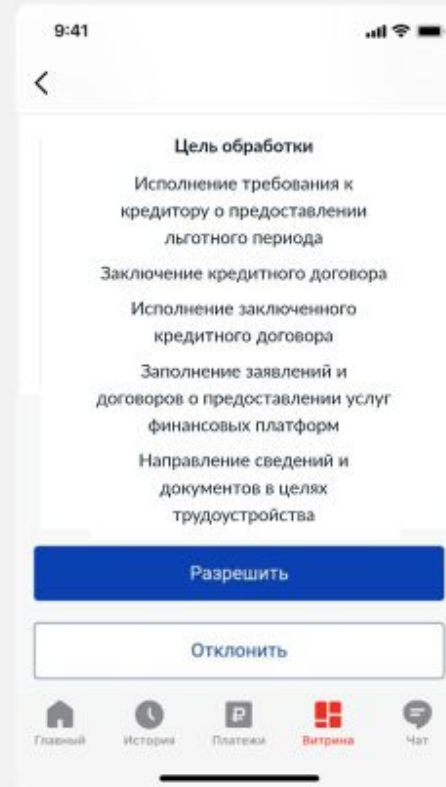 9:41
Цель обработки
Исполнение требования к
кредитору о предоставлении
льготного периода
Заключение кредитного договора
Исполнение заключенного
кредитного договора
Заполнение заявлений и
договоров о предоставлении услуг
финансовых платформ
Направление сведений и
документов в целях
трудоустройства
Разрешить
Отклонить
Главный История Платежи Витрина Чат